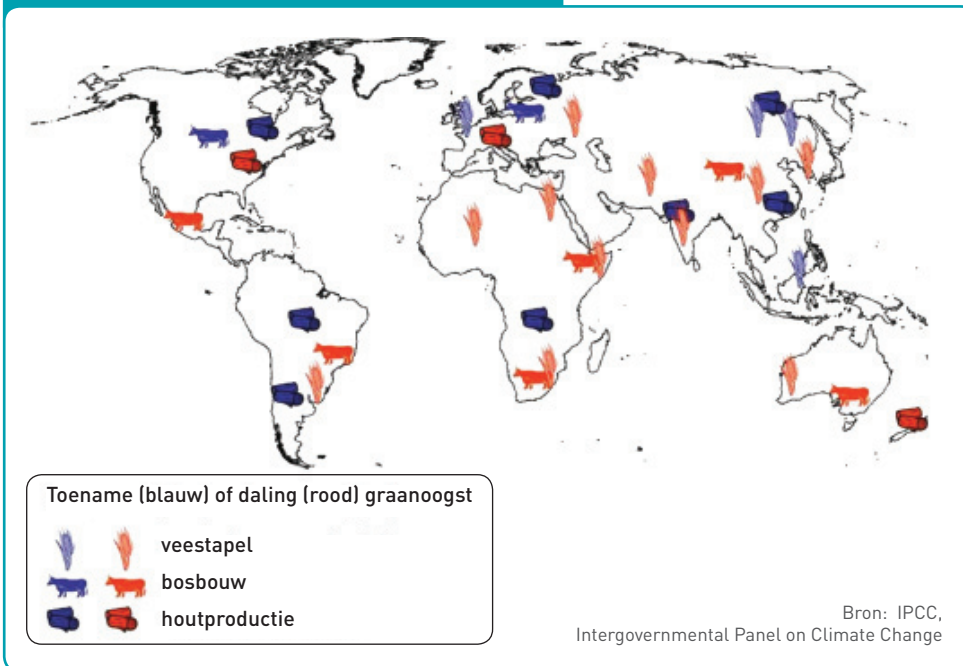 Toename (blauw) of daling (rood) graanoogst
veestapel
bosbouw
houtproductie
Bron: IPCC,
Intergovernmental Panel on Climate Change